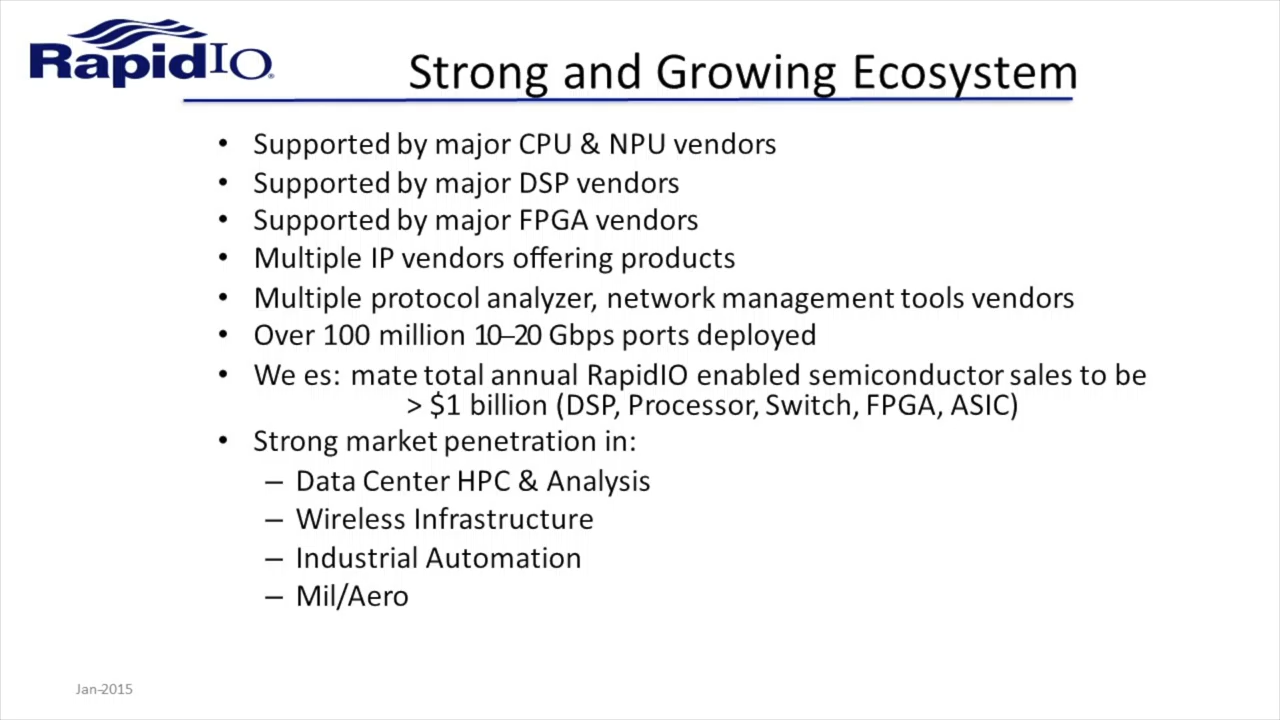 RapidIO
Strong and Growing Ecosystem
• Supported by major CPU & NPU vendors
• Supported by major DSP vendors
• Supported by major FPGA vendors
• Multiple IP vendors offering products
• Multiple protocol analyzer, network management tools vendors
• Over 100 million 10–20 Gbps ports deployed
• We es: mate total annual RapidIO enabled semiconductor sales to be
> $1 billion (DSP, Processor, Switch, FPGA, ASIC)
• Strong market penetration in:
– Data Center HPC & Analysis
– Wireless Infrastructure
– Industrial Automation
– Mil/Aero
Jan-2015